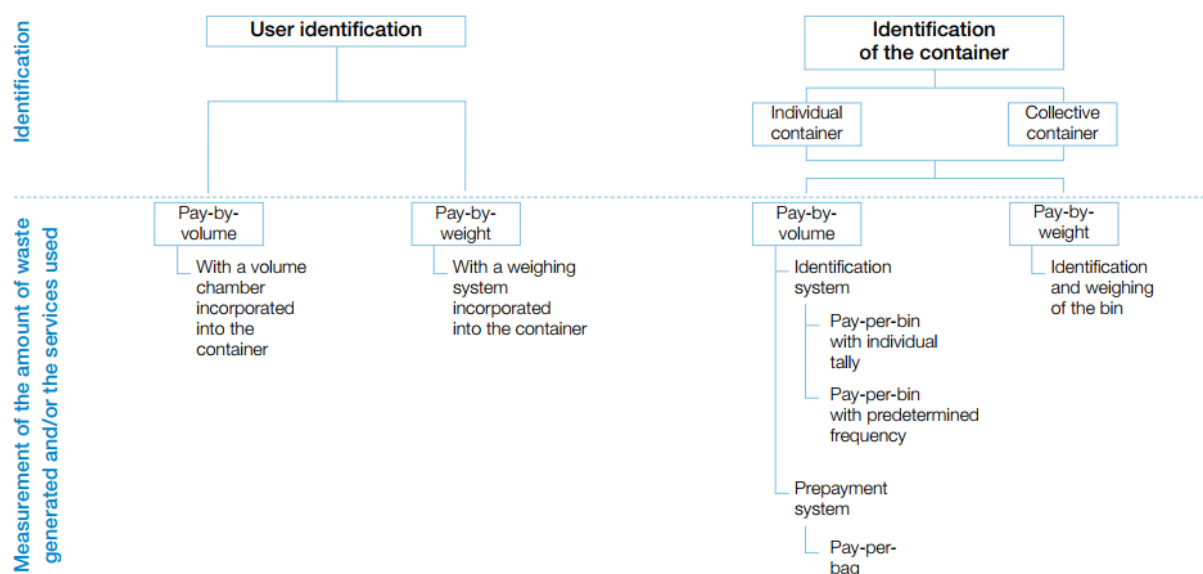 Identification
User identification
Identification
of the container
Individual
container
Collective
container
Measurement of the amount of waste
generated and/or the services used
Pay-by-
volume
With a volume
chamber
incorporated
into the
container
Pay-by-
weight
With a weighing
system
incorporated
into the container
Pay-by-
volume
Identification
system
Pay-per-bin
with individual
tally
Pay-per-bin
with predetermined
frequency
Prepayment
system
Pay-per-
bag
Pay-by-
weight
Identification
and weighing
of the bin